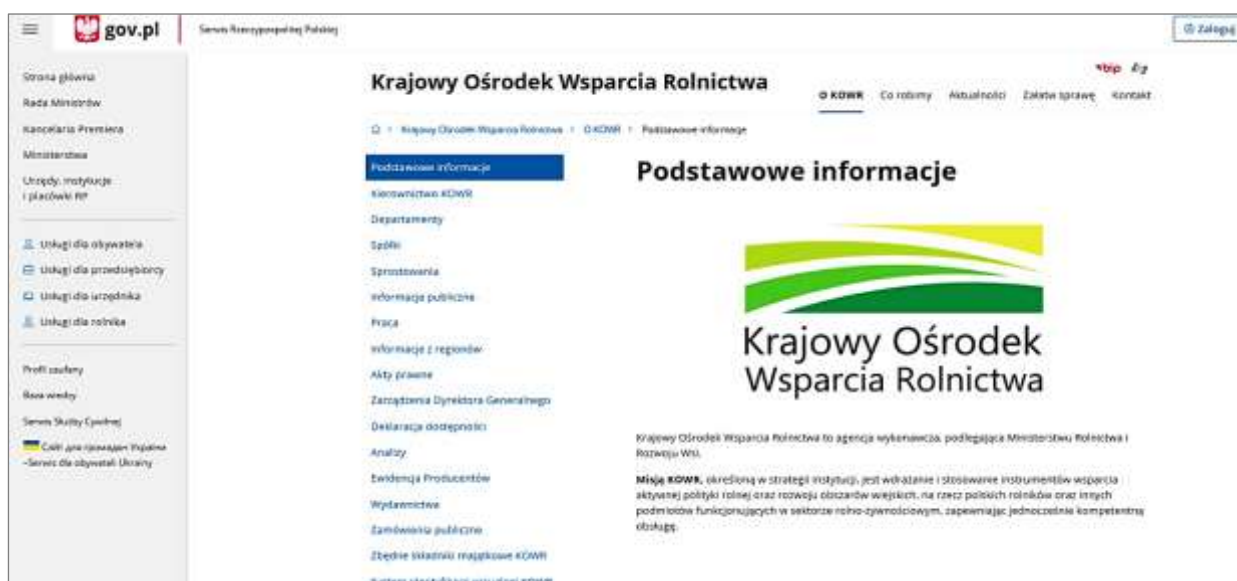 gov.pl
Serwis Rzeczypospolitej Polskiej
Zaloguj
Strona główna
Rada Ministrów
Kancelaria Premiera
Ministerstwa
Urzędy, instytucje
i placówki RP
Usługi dla obywatela
Usługi dla przedsiębiorcy
Usługi dla urzędnika
Usługi dla rolnika
Profil zaufany
Baza wiedzy
Serwis Służby Cywilnej
Сайт для громадян України
–Serwis dla obywateli Ukrainy
Krajowy Ośrodek Wsparcia Rolnictwa
bip
O KOWR Co robimy Aktualności Załatw sprawę Kontakt
Krajowy Ośrodek Wsparcia Rolnictwa O KOWR Podstawowe informacje
Podstawowe informacje
Kierownictwo KOWR
Departamenty
Spółki
Sprostowania
Informacje publiczne
Praca
Informacje z regionów
Akty prawne
Zarządzenia Dyrektora Generalnego
Deklaracja dostępności
Analizy
Ewidencja Producentów
Wydawnictwa
Zamówienia publiczne
Zbędne składniki majątkowe KOWR
Podstawowe informacje
Krajowy Ośrodek
Wsparcia Rolnictwa
Krajowy Ośrodek Wsparcia Rolnictwa to agencja wykonawcza, podlegająca Ministerstwu Rolnictwa i
Rozwoju Wsi.
Misją KOWR, określoną w strategii instytucji, jest wdrażanie i stosowanie instrumentów wsparcia
aktywnej polityki rolnej oraz rozwoju obszarów wiejskich, na rzecz polskich rolników oraz innych
podmiotów funkcjonujących w sektorze rolno-żywnościowym, zapewniając jednocześnie kompetentną
obsługę.